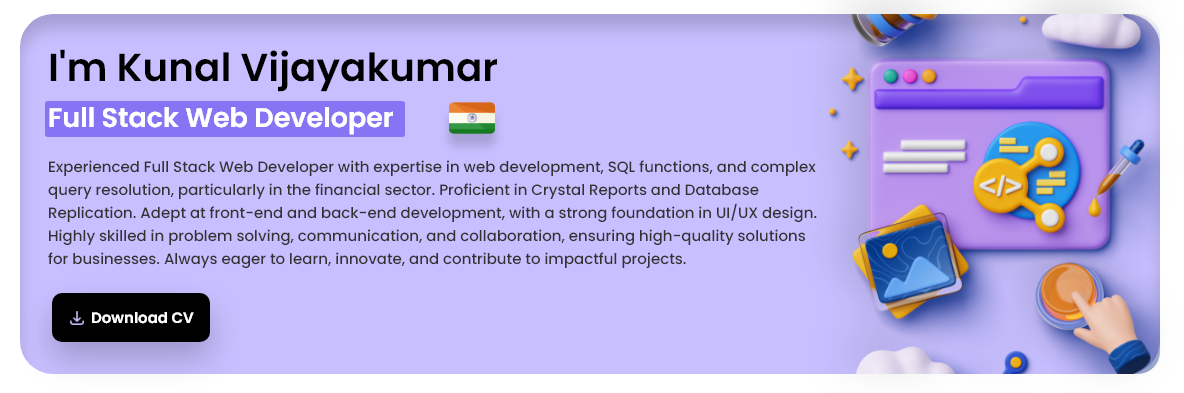 I'm Kunal Vijayakumar
Full Stack Web Developer
Experienced Full Stack Web Developer with expertise in web development, SQL functions, and complex
query resolution, particularly in the financial sector. Proficient in Crystal Reports and Database
Replication. Adept at front-end and back-end development, with a strong foundation in UI/UX design.
Highly skilled in problem solving, communication, and collaboration, ensuring high-quality solutions
for businesses. Always eager to learn, innovate, and contribute to impactful projects.
Download CV